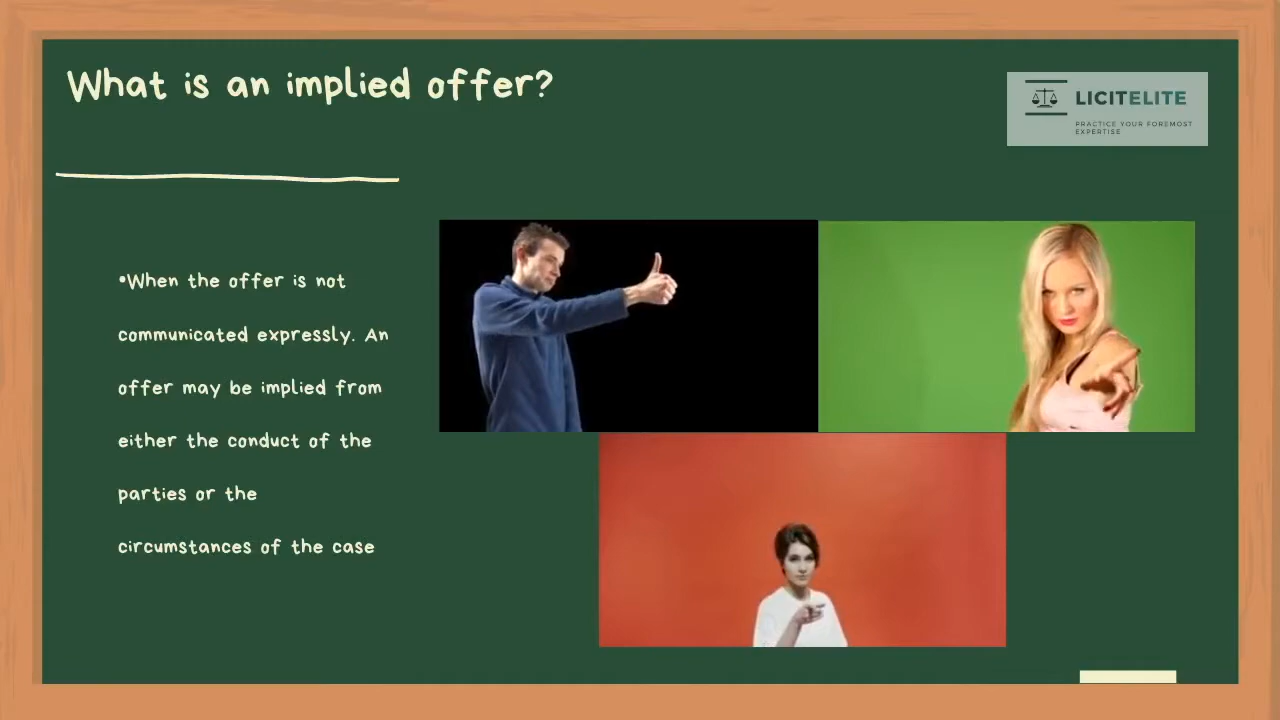 What is an implied offer?
LICITELITE
PRACTICE YOUR FOREMOST
EXPERTISE
•When the offer is not
communicated expressly. An
offer may be implied from
either the conduct of the
parties or the
circumstances of the case